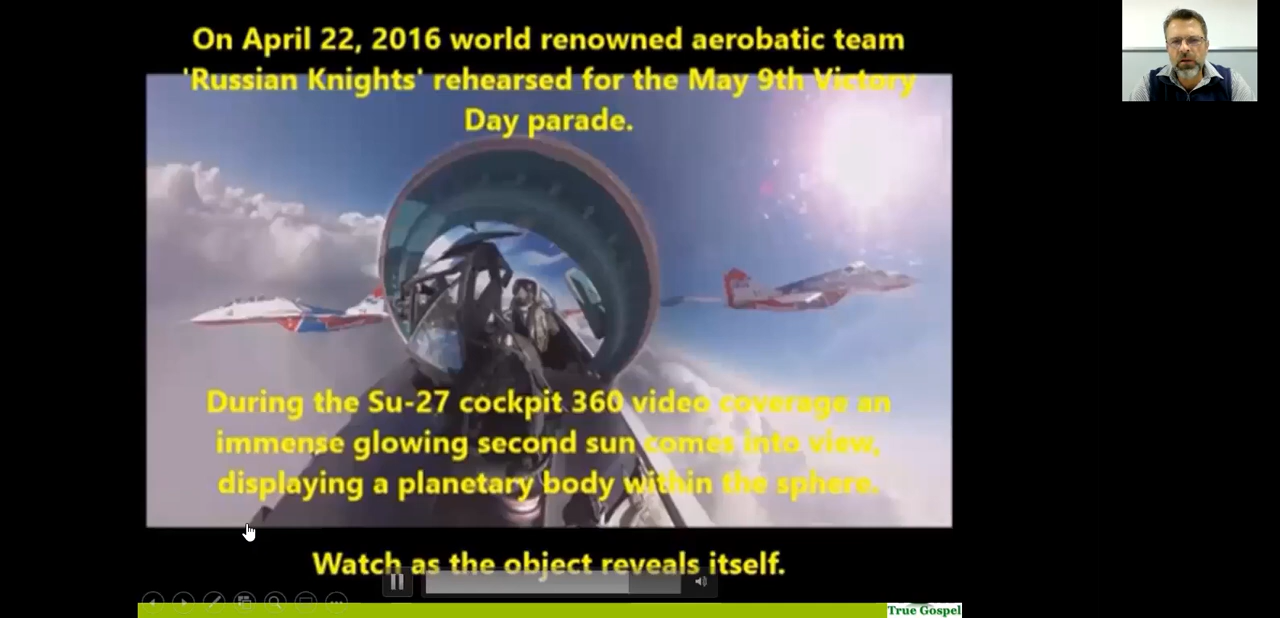 On April 22, 2016 world renowned aerobatic team
'Russian Knights' rehearsed for the May 9th Victory
Day parade.
During the Su-27 cockpit 360 video coverage an
immense glowing second sun comes into view,
displaying a planetary body within the sphere.
Watch as the object reveals itself.
True Gospel